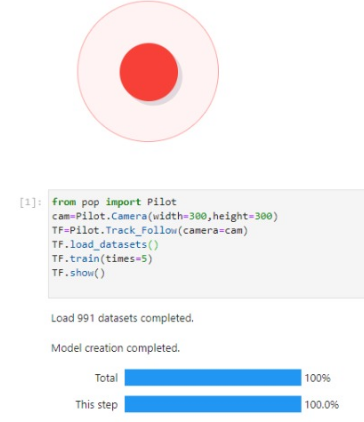 [1]: from pop import Pilot
cam=Pilot.Camera(width=300,height=300)
TF=Pilot.Track_Follow(camera=cam)
TF.load_datasets()
TF.train(times=5)
TF.show()
Load 991 datasets completed.
Model creation completed.
Total 100%
This step 100.0%